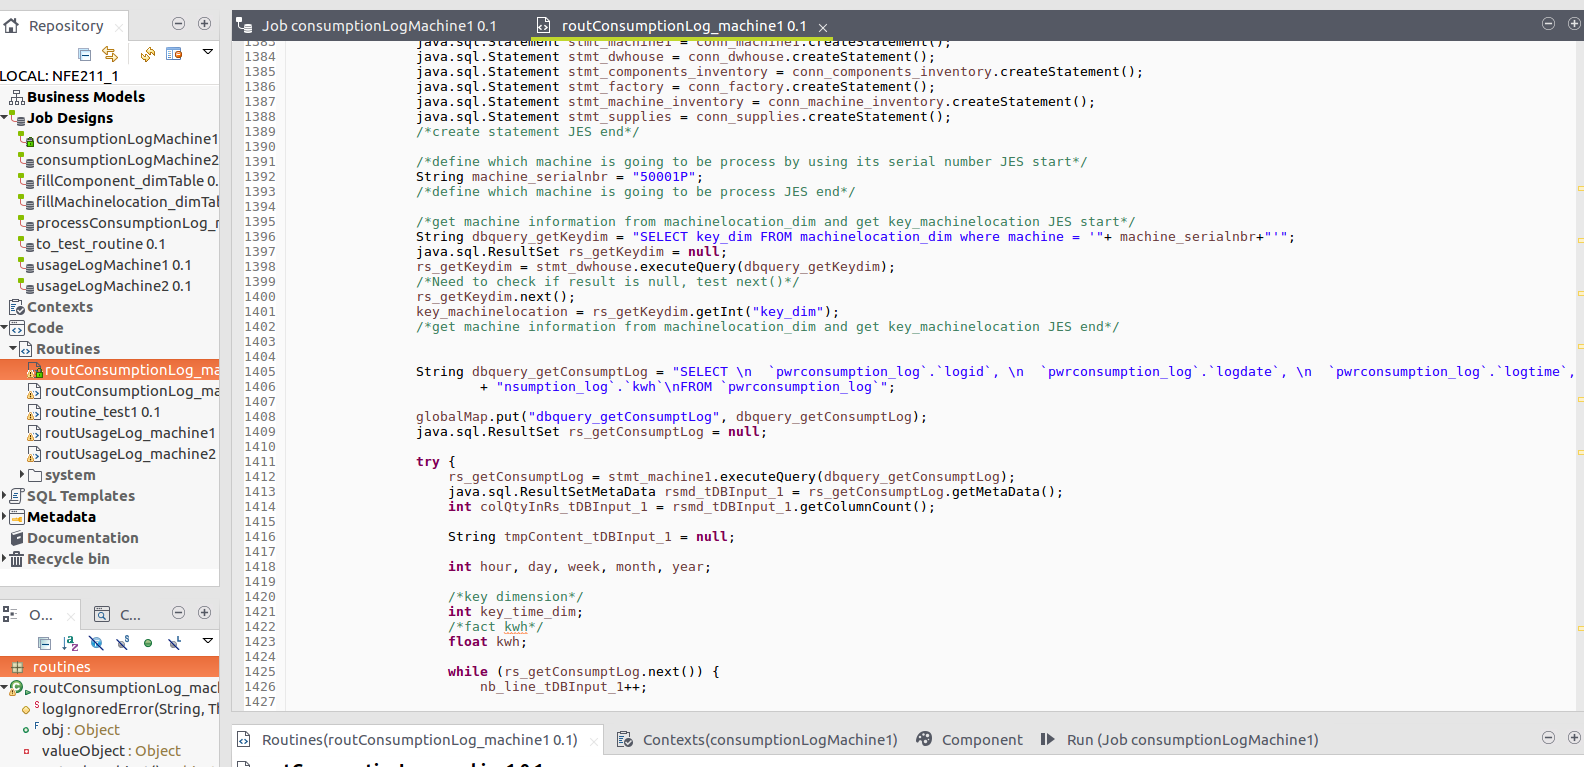 Repository
LOCAL: NFE211_1
Business Models
Job Designs
consumptionLogMachine1
consumptionLogMachine2
fillComponent_dimTable 0.
fillMachinelocation_dimTal
processConsumptionLog_r
to_test_routine 0.1
usageLogMachine1 0.1
usageLogMachine2 0.1
Contexts
Code
Routines
routConsumptionLog_ma
routConsumptionLog_ma
routine_test1 0.1
routUsageLog_machine1
routUsageLog_machine2
system
SQL Templates
Metadata
Documentation
Recycle bin
O...
C...
routines
routConsumptionLog_macl
logIgnoredError(String, Tl
obj : Object
valueObject : Object
Job consumptionLogMachine1 0.1
routConsumptionLog_machine1 0.1
1383 java.sql.Statement stmt_machine1 = conn_machine1.createStatement();
1384 java.sql.Statement stmt_dwhouse = conn_dwhouse.createStatement();
1385 java.sql.Statement stmt_components_inventory = conn_components_inventory.createStatement();
1386 java.sql.Statement stmt_factory = conn_factory.createStatement();
1387 java.sql.Statement stmt_machine_inventory = conn_machine_inventory.createStatement();
1388 java.sql.Statement stmt_supplies = conn_supplies.createStatement();
1389 /*create statement JES end*/
1390
1391 /*define which machine is going to be process by using its serial number JES start*/
1392 String machine_serialnbr = "50001P";
1393 /*define which machine is going to be process JES end*/
1394
1395 /*get machine information from machinelocation_dim and get key_machinelocation JES start*/
1396 String dbquery_getKeydim = "SELECT key_dim FROM machinelocation_dim where machine = '"+ machine_serialnbr+"'";
1397 java.sql.ResultSet rs_getKeydim = null;
1398 rs_getKeydim = stmt_dwhouse.executeQuery(dbquery_getKeydim);
1399 /*Need to check if result is null, test next()*/
1400 rs_getKeydim.next();
1401 key_machinelocation = rs_getKeydim.getInt("key_dim");
1402 /*get machine information from machinelocation_dim and get key_machinelocation JES end*/
1403
1404
1405 String dbquery_getConsumptLog = "SELECT \n  `pwrconsumption_log`.`logid`, \n  `pwrconsumption_log`.`logdate`, \n  `pwrconsumption_log`.`logtime`,
1406 + "nsumption_log`.`kwh`\nFROM `pwrconsumption_log`";
1407
1408 globalMap.put("dbquery_getConsumptLog", dbquery_getConsumptLog);
1409 java.sql.ResultSet rs_getConsumptLog = null;
1410
1411 try {
1412 rs_getConsumptLog = stmt_machine1.executeQuery(dbquery_getConsumptLog);
1413 java.sql.ResultSetMetaData rsmd_tDBInput_1 = rs_getConsumptLog.getMetaData();
1414 int colQtyInRs_tDBInput_1 = rsmd_tDBInput_1.getColumnCount();
1415
1416 String tmpContent_tDBInput_1 = null;
1417
1418 int hour, day, week, month, year;
1419
1420 /*key dimension*/
1421 int key_time_dim;
1422 /*fact kwh*/
1423 float kwh;
1424
1425 while (rs_getConsumptLog.next()) {
1426 nb_line_tDBInput_1++;
1427
Routines(routConsumptionLog_machine1 0.1)
Contexts(consumptionLogMachine1)
Component
Run (Job consumptionLogMachine1)